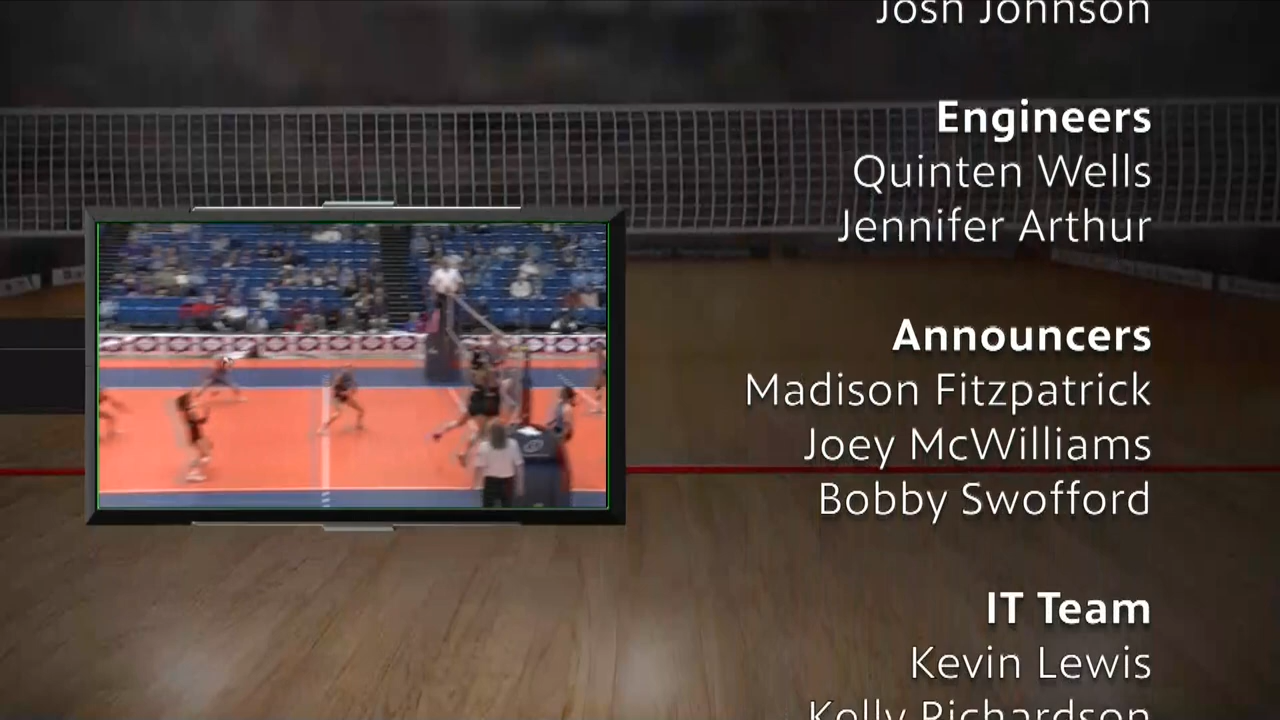 Josh Johnson
Engineers
Quinten Wells
Jennifer Arthur
Announcers
Madison Fitzpatrick
Joey McWilliams
Bobby Swofford
IT Team
Kevin Lewis
Kelly Richardson